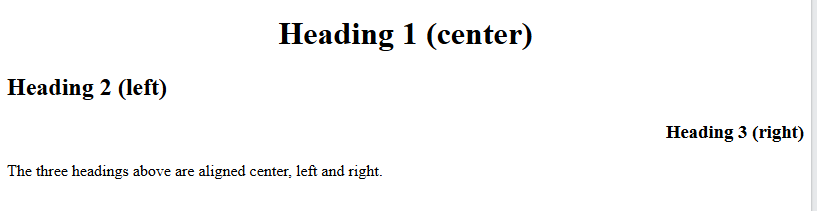 Heading 1 (center)
Heading 2 (left)
Heading 3 (right)
The three headings above are aligned center, left and right.